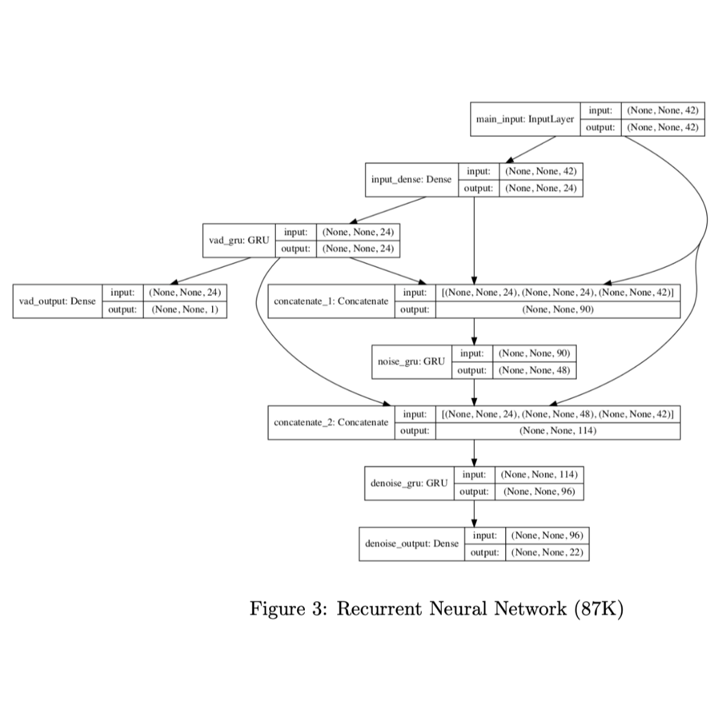 main_input: InputLayer
input: (None, None, 42)
output: (None, None, 42)
input_dense: Dense
input: (None, None, 42)
output: (None, None, 24)
vad_gru: GRU
input: (None, None, 24)
output: (None, None, 24)
vad_output: Dense
input: (None, None, 24)
output: (None, None, 1)
concatenate_1: Concatenate
input: [(None, None, 24), (None, None, 24), (None, None, 42)]
output: (None, None, 90)
noise_gru: GRU
input: (None, None, 90)
output: (None, None, 48)
concatenate_2: Concatenate
input: [(None, None, 24), (None, None, 48), (None, None, 42)]
output: (None, None, 114)
denoise_gru: GRU
input: (None, None, 114)
output: (None, None, 96)
denoise_output: Dense
input: (None, None, 96)
output: (None, None, 22)
Figure 3: Recurrent Neural Network (87K)